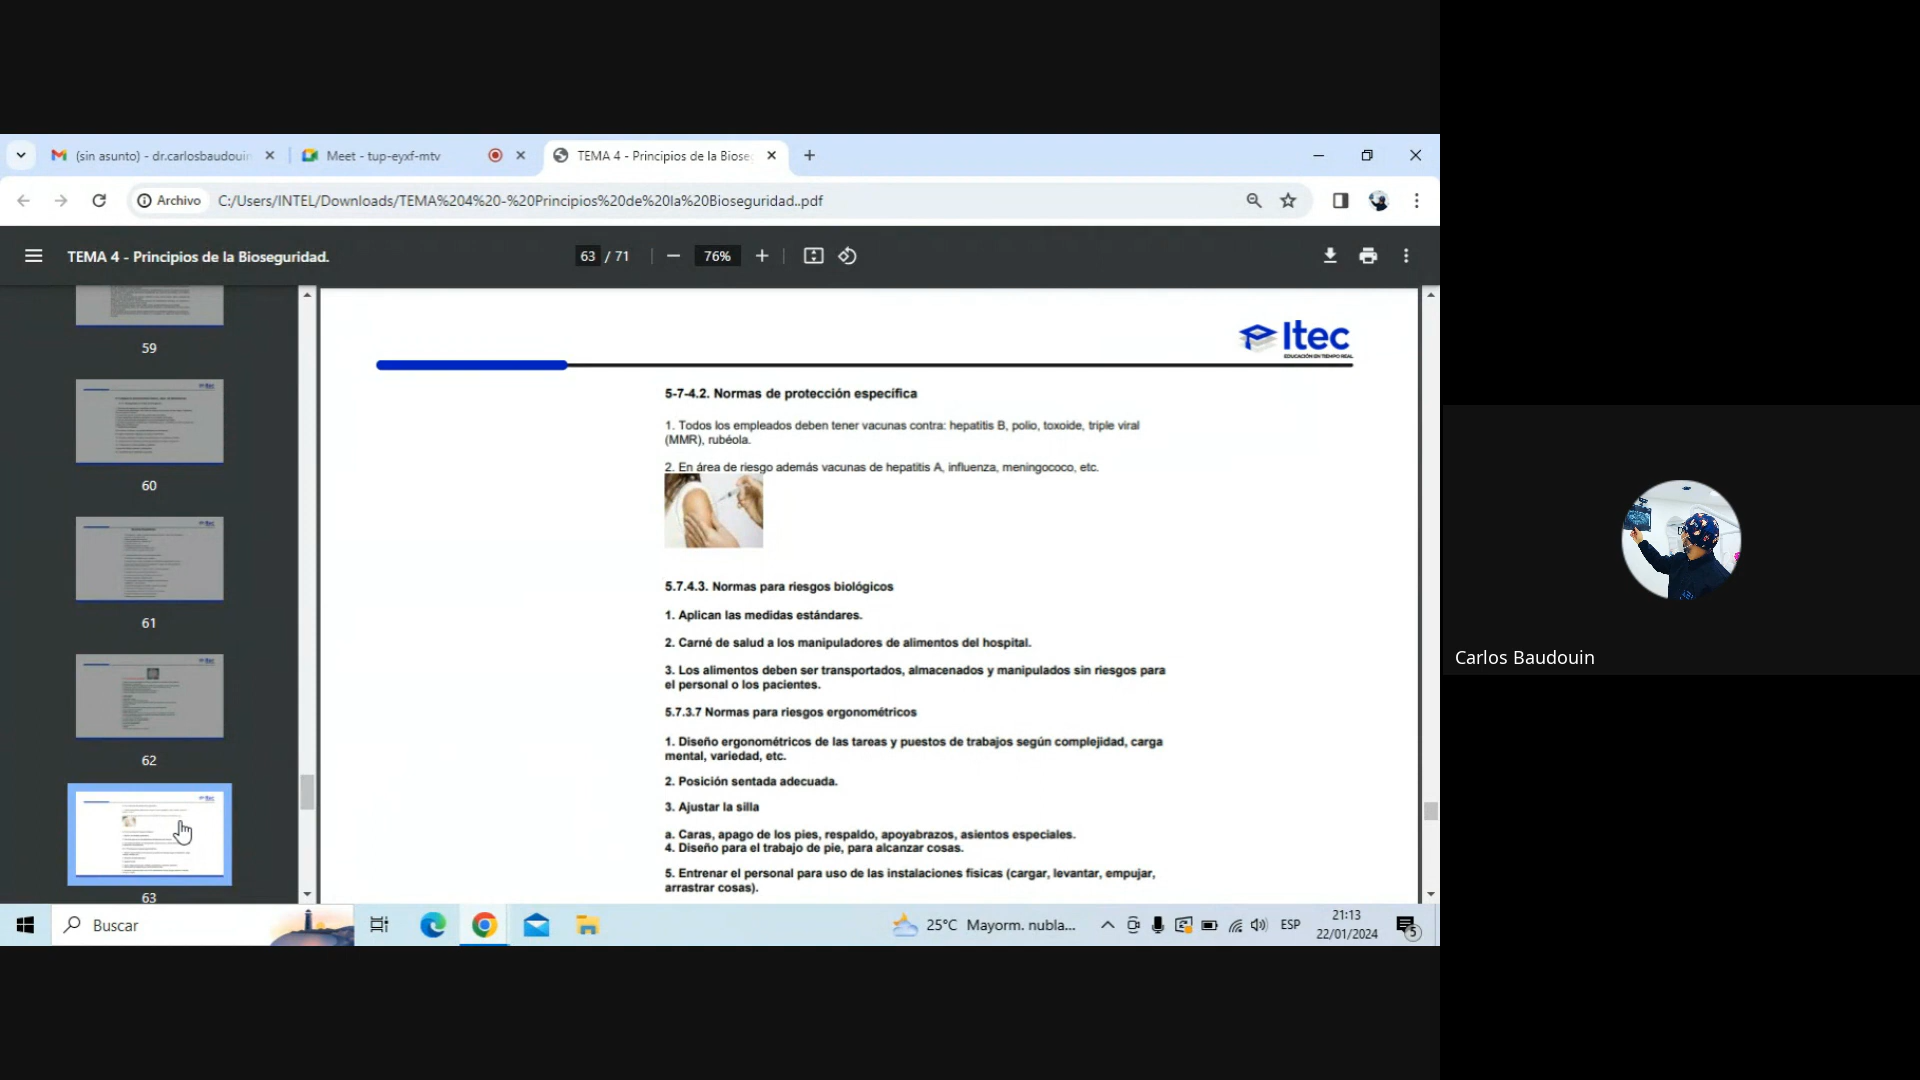 (sin asunto) - dr.carlosbaudouin
Meet - tup-eyxf-mtv
TEMA 4 - Principios de la Biose
Archivo
C:/Users/INTEL/Downloads/TEMA%204%20-%20Principios%20de%20la%20Bioseguridad..pdf
TEMA 4 - Principios de la Bioseguridad.
63 / 71
76%
59
60
61
62
63
Itec
EDUCACIÓN EN TIEMPO REAL
5-7-4.2. Normas de protección específica
1. Todos los empleados deben tener vacunas contra: hepatitis B, polio, toxoide, triple viral
(MMR), rubéola.
2. En área de riesgo además vacunas de hepatitis A, influenza, meningococo, etc.
5.7.4.3. Normas para riesgos biológicos
1. Aplican las medidas estándares.
2. Carné de salud a los manipuladores de alimentos del hospital.
3. Los alimentos deben ser transportados, almacenados y manipulados sin riesgos para
el personal o los pacientes.
5.7.3.7 Normas para riesgos ergonométricos
1. Diseño ergonométricos de las tareas y puestos de trabajos según complejidad, carga
mental, variedad, etc.
2. Posición sentada adecuada.
3. Ajustar la silla
a. Caras, apago de los pies, respaldo, apoyabrazos, asientos especiales.
4. Diseño para el trabajo de pie, para alcanzar cosas.
5. Entrenar el personal para uso de las instalaciones físicas (cargar, levantar, empujar,
arrastrar cosas).
Carlos Baudouin
Buscar
25°C Mayorm. nubla...
ESP
21:13
22/01/2024
5